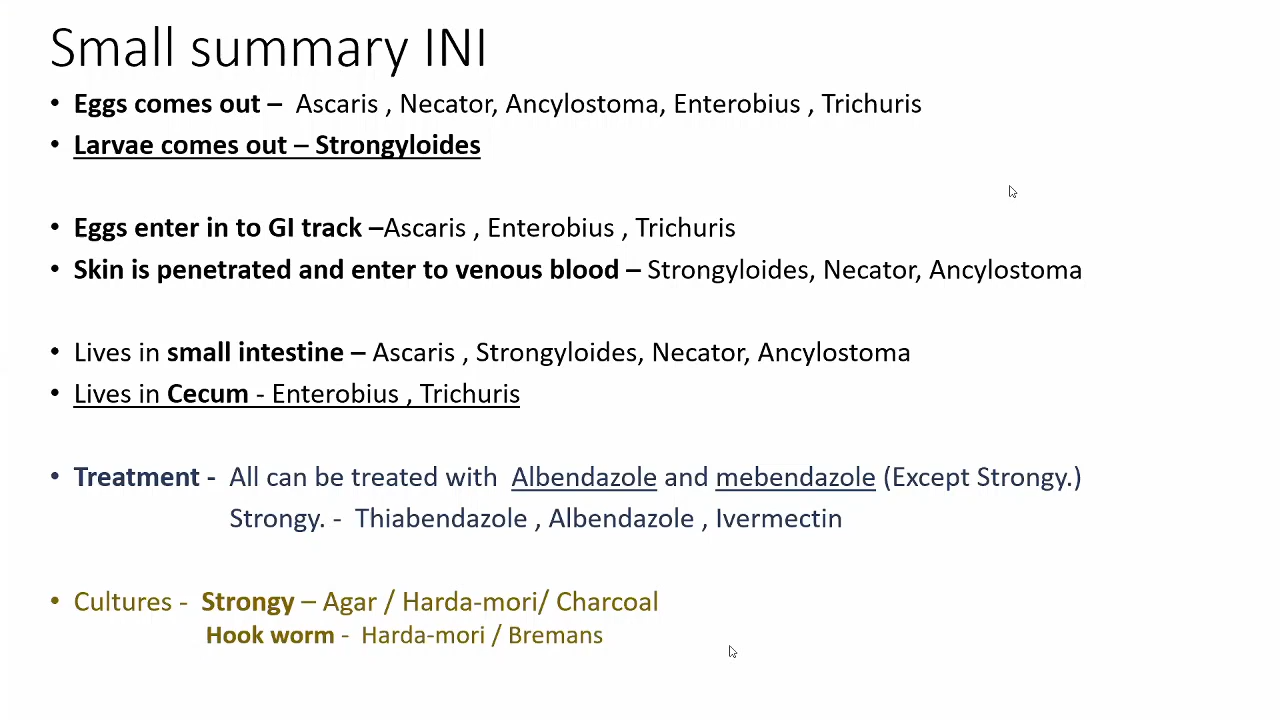 Small summary INI
• Eggs comes out – Ascaris , Necator, Ancylostoma, Enterobius , Trichuris
• Larvae comes out – Strongyloides
• Eggs enter in to GI track –Ascaris , Enterobius , Trichuris
• Skin is penetrated and enter to venous blood – Strongyloides, Necator, Ancylostoma
• Lives in small intestine – Ascaris , Strongyloides, Necator, Ancylostoma
• Lives in Cecum - Enterobius , Trichuris
• Treatment - All can be treated with Albendazole and mebendazole (Except Strongy.)
Strongy. - Thiabendazole , Albendazole , Ivermectin
• Cultures - Strongy – Agar / Harda-mori/ Charcoal
Hook worm - Harda-mori / Bremans